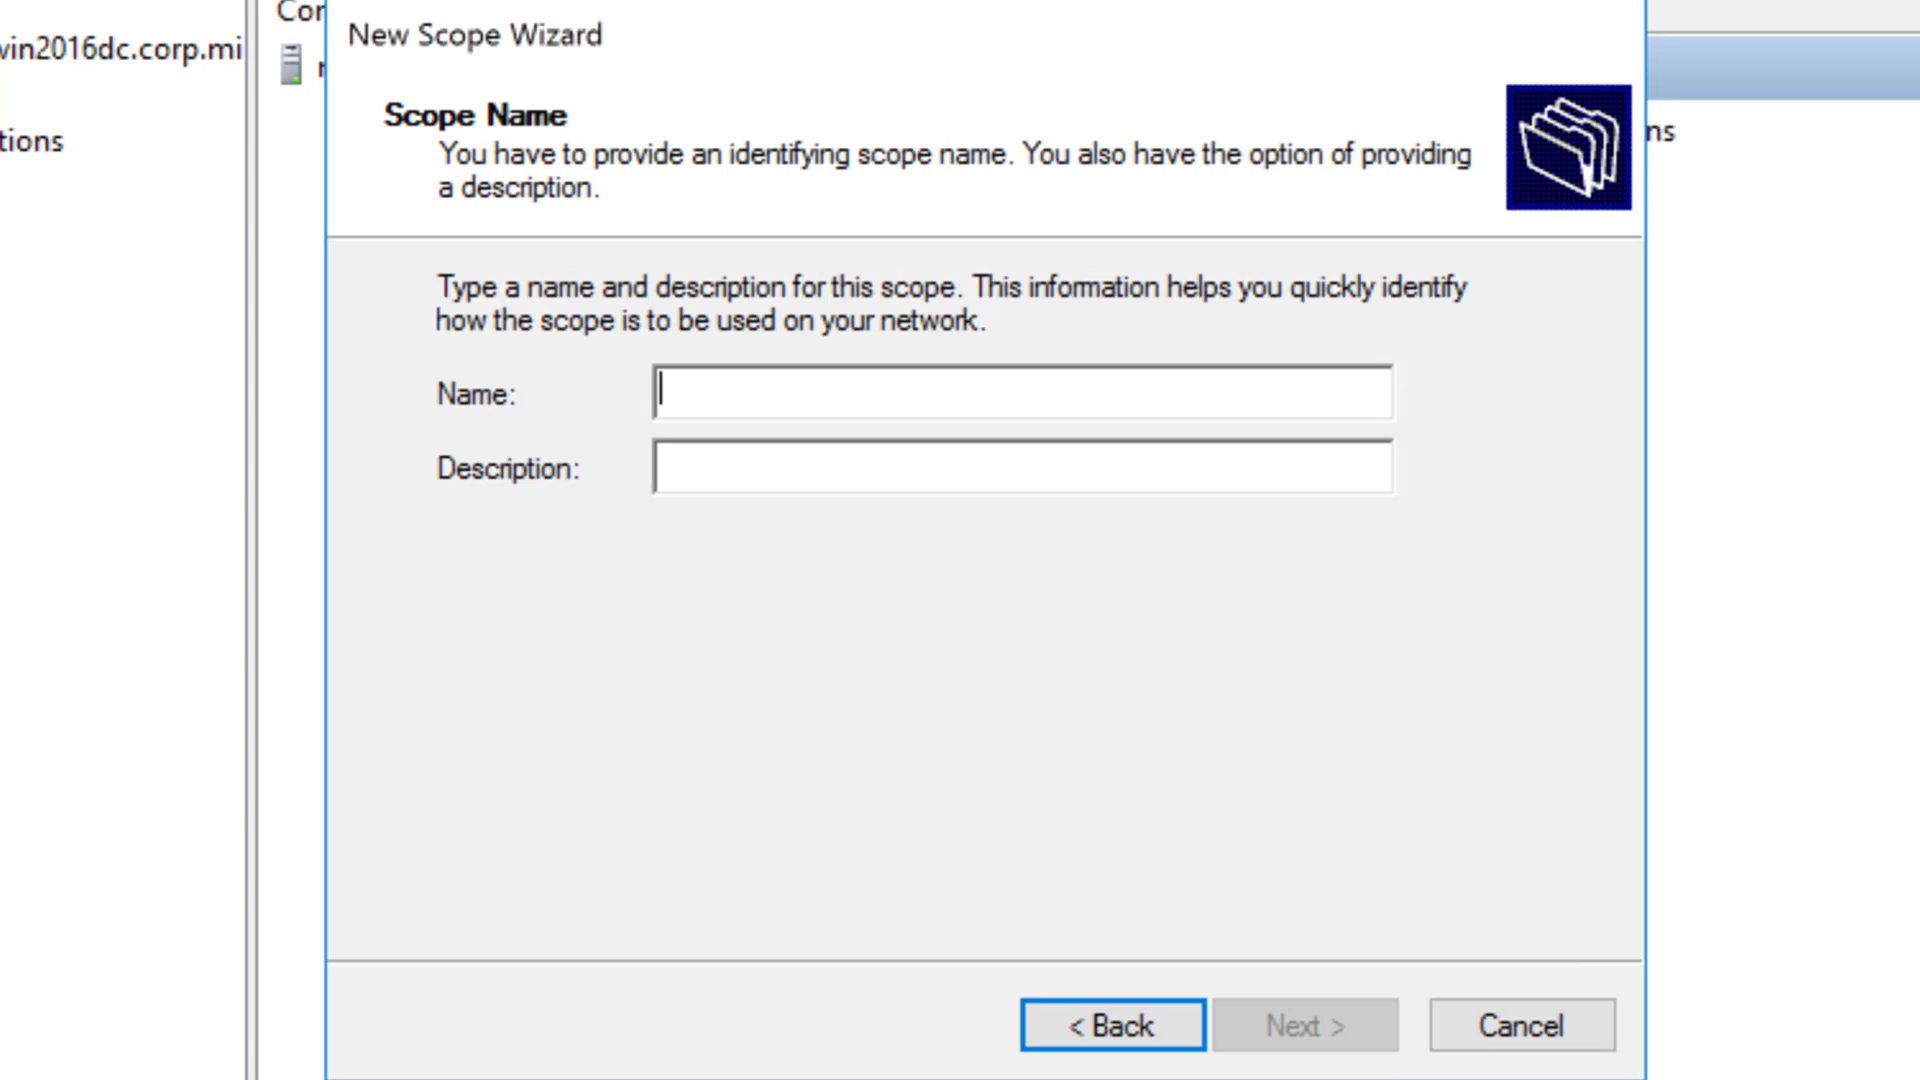 Cor
New Scope Wizard
win2016dc.corp.mi
Scope Name
You have to provide an identifying scope name. You also have the option of providing
a description.
tions
ns
Type a name and description for this scope. This information helps you quickly identify
how the scope is to be used on your network.
Name:
Description:
< Back
Next >
Cancel